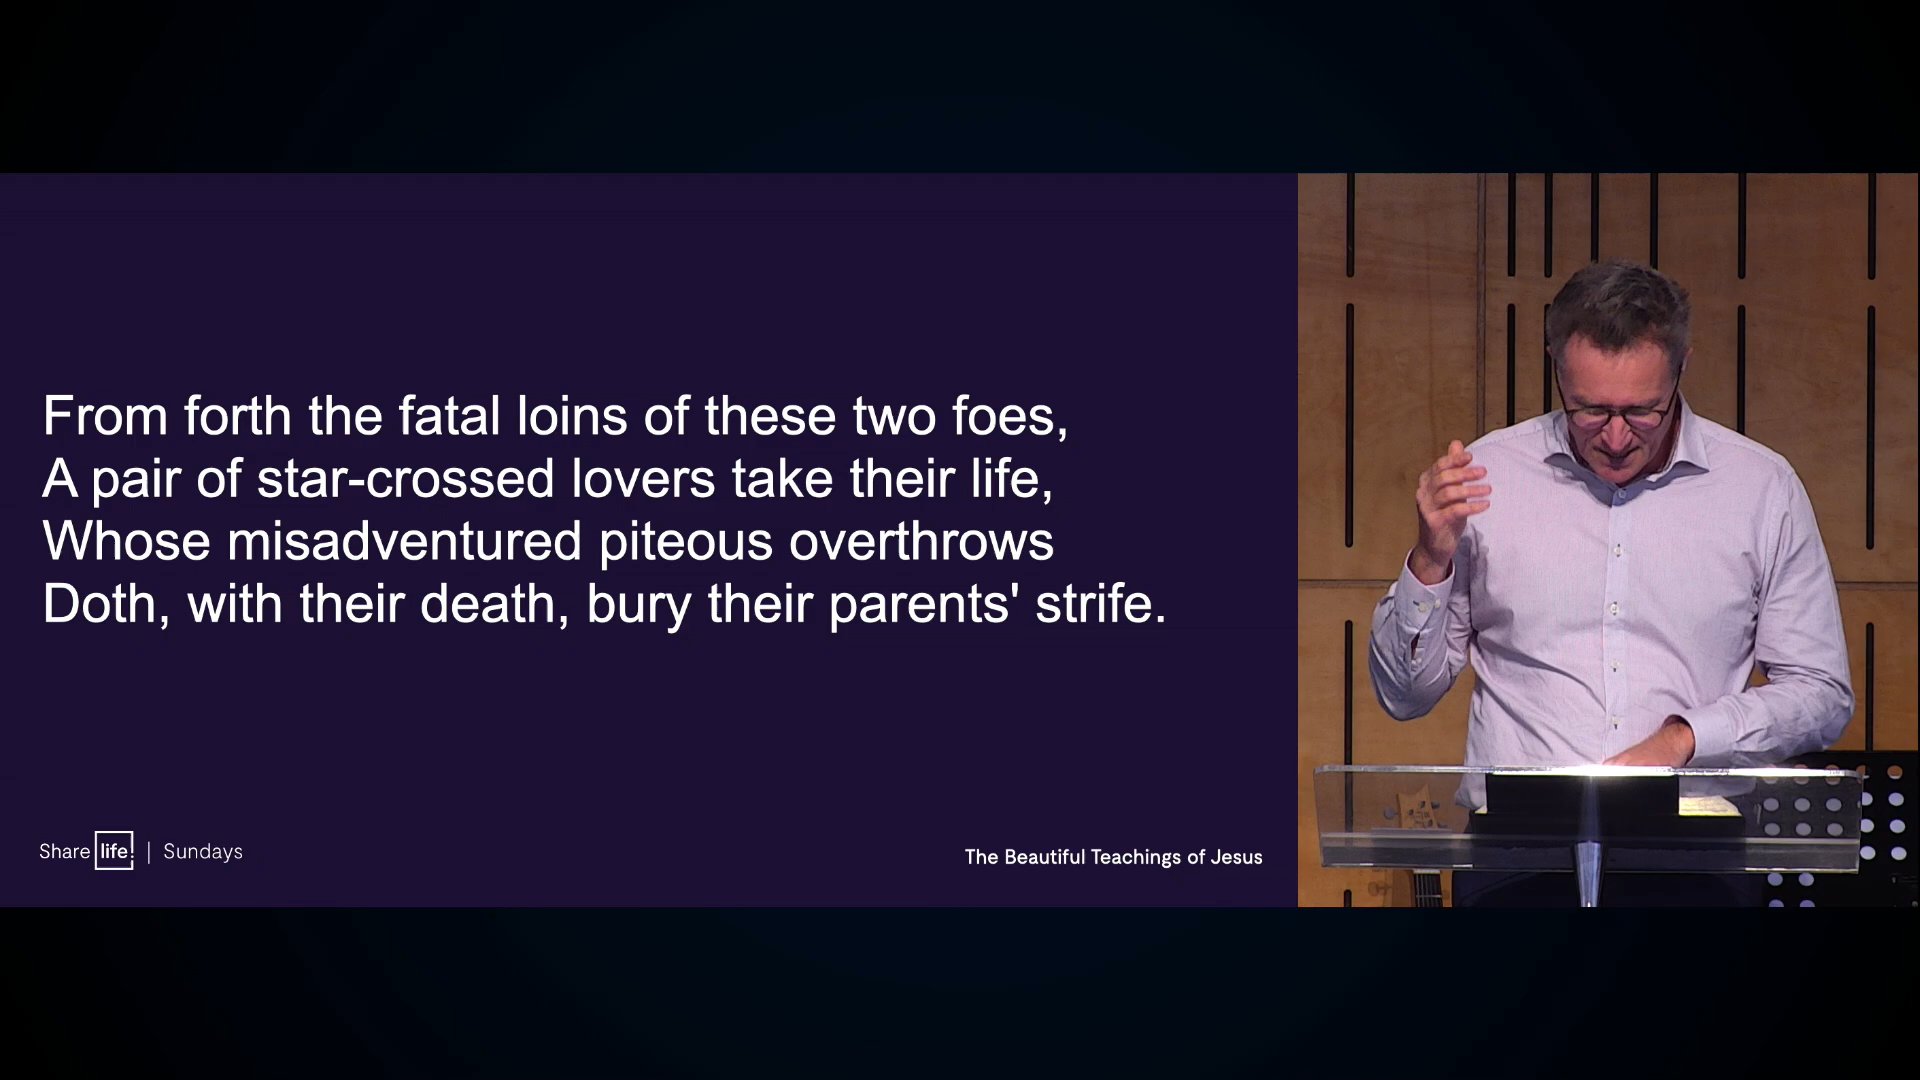 From forth the fatal loins of these two foes,
A pair of star-crossed lovers take their life,
Whose misadventured piteous overthrows
Doth, with their death, bury their parents' strife.
Share life! | Sundays
The Beautiful Teachings of Jesus